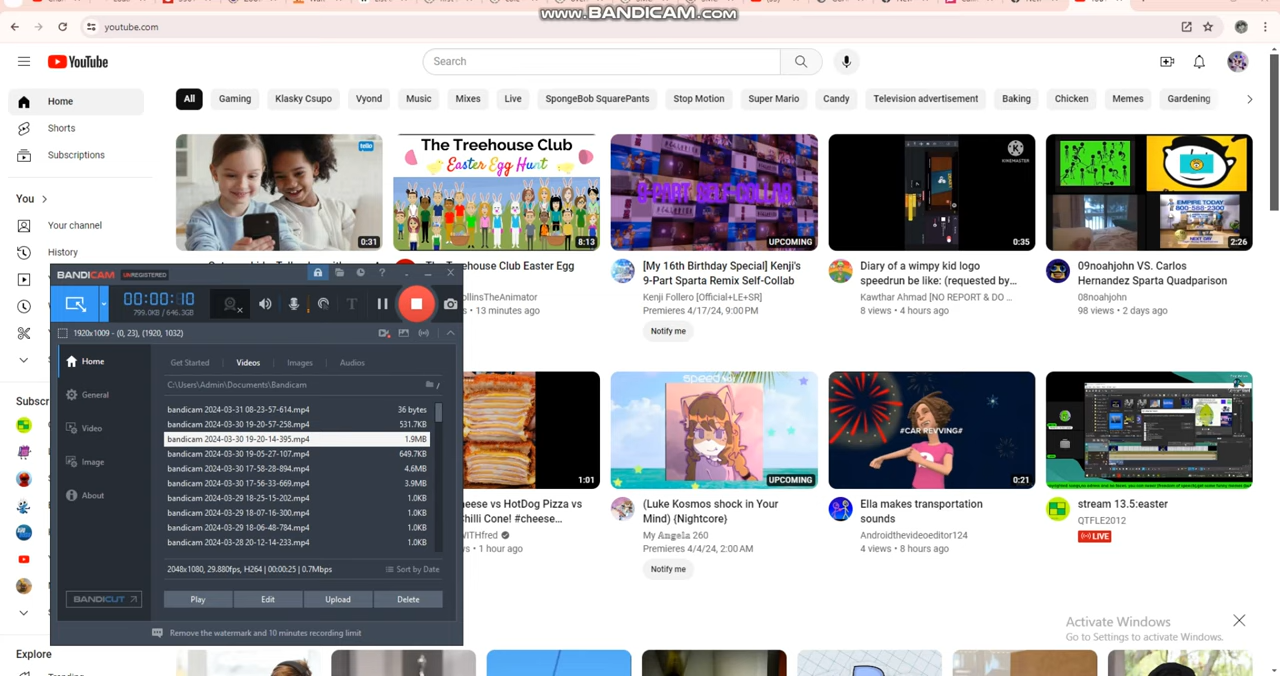 www.BANDICAM.com
youtube.com
YouTube
Search
Home
Shorts
Subscriptions
You
Your channel
History
All
Gaming
Klasky Csupo
Vyond
Music
Mixes
Live
SpongeBob SquarePants
Stop Motion
Super Mario
Candy
Television advertisement
Baking
Chicken
Memes
Gardening
tello
0:31
The Treehouse Club
Easter Egg Hunt
8:13
The Treehouse Club Easter Egg
ollinsTheAnimator
13 minutes ago
9-PART SELF-COLLAB
UPCOMING
[My 16th Birthday Special] Kenji's
9-Part Sparta Remix Self-Collab
Kenji Follero [Official+LE+SR]
Premieres 4/17/24, 9:00 PM
Notify me
KINEMASTER
0:35
Diary of a wimpy kid logo
speedrun be like: (requested by...
Kawthar Ahmad [NO REPORT & DO ...
8 views • 4 hours ago
EMPIRE TODAY
800-588-2300
2:26
09noahjohn VS. Carlos
Hernandez Sparta Quadparison
08noahjohn
98 views • 2 days ago
BANDICAM
UNREGISTERED
00:00:10
799.0KB / 646.3GB
1920x1009 - (0, 23), (1920, 1032)
Home
General
Video
Image
About
BANDICUT
Get Started
Videos
Images
Audios
C:\Users\Admin\Documents\Bandicam
bandicam 2024-03-31 08-23-57-614.mp4 36 bytes
bandicam 2024-03-30 19-20-57-258.mp4 531.7KB
bandicam 2024-03-30 19-20-14-395.mp4 1.9MB
bandicam 2024-03-30 19-05-27-107.mp4 649.7KB
bandicam 2024-03-30 17-58-28-894.mp4 4.6MB
bandicam 2024-03-30 17-56-33-669.mp4 3.9MB
bandicam 2024-03-29 18-25-15-202.mp4 1.0KB
bandicam 2024-03-29 18-07-16-300.mp4 1.0KB
bandicam 2024-03-29 18-06-48-784.mp4 1.0KB
bandicam 2024-03-28 20-12-14-233.mp4 1.0KB
2048x1080, 29.880fps, H264 | 00:00:25 | 0.7Mbps
Sort by Date
Play
Edit
Upload
Delete
Remove the watermark and 10 minutes recording limit
Subscr
1:01
heese vs HotDog Pizza vs
hilli Cone! #cheese...
WITHfred
1 hour ago
speed
UPCOMING
(Luke Kosmos shock in Your
Mind) {Nightcore}
My Angela 260
Premieres 4/4/24, 2:00 AM
Notify me
#CAR REVVING#
0:21
Ella makes transportation
sounds
Androidthevideoeditor124
4 views • 8 hours ago
stream 13.5:easter
QTFLE2012
LIVE
Activate Windows
Go to Settings to activate Windows.
Explore